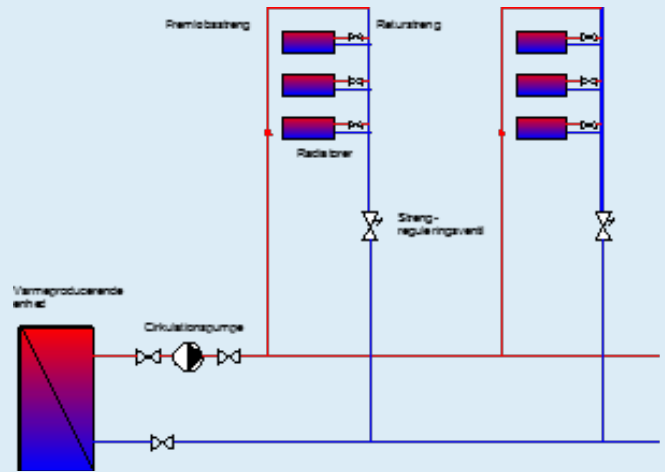 Fremløbsstreng
Returstreng
Radiatorer
Streng-
reguleringsventil
Varmeproducerende
enhed
Cirkulationspumpe